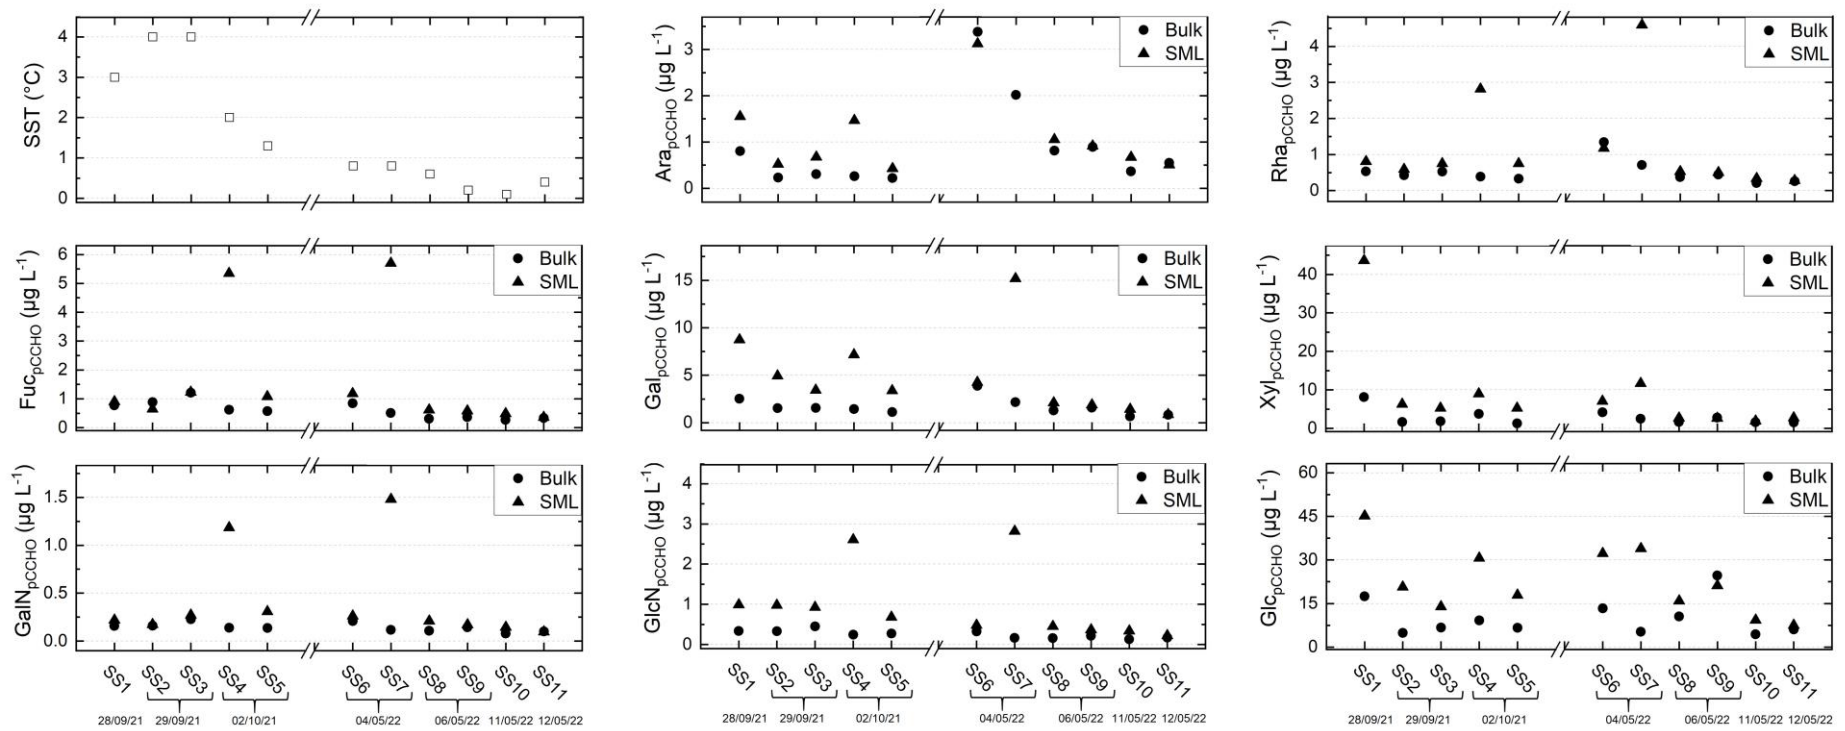 SST (°C)
4
3
2
1
0
Ara_pCCHO (µg L⁻¹)
3
2
1
0
Bulk
SML
Rha_pCCHO (µg L⁻¹)
4
3
2
1
0
Bulk
SML
Fuc_pCCHO (µg L⁻¹)
6
5
4
3
2
1
0
Bulk
SML
Gal_pCCHO (µg L⁻¹)
15
10
5
0
Bulk
SML
Xyl_pCCHO (µg L⁻¹)
40
30
20
10
0
Bulk
SML
GalN_pCCHO (µg L⁻¹)
1.5
1.0
0.5
0.0
Bulk
SML
GlcN_pCCHO (µg L⁻¹)
4
3
2
1
0
Bulk
SML
Glc_pCCHO (µg L⁻¹)
60
45
30
15
0
Bulk
SML
SS1 SS2 SS3 SS4 SS5 SS6 SS7 SS8 SS9 SS10 SS11
28/09/21 29/09/21 02/10/21 04/05/22 06/05/22 11/05/22 12/05/22
SS1 SS2 SS3 SS4 SS5 SS6 SS7 SS8 SS9 SS10 SS11
28/09/21 29/09/21 02/10/21 04/05/22 06/05/22 11/05/22 12/05/22
SS1 SS2 SS3 SS4 SS5 SS6 SS7 SS8 SS9 SS10 SS11
28/09/21 29/09/21 02/10/21 04/05/22 06/05/22 11/05/22 12/05/22